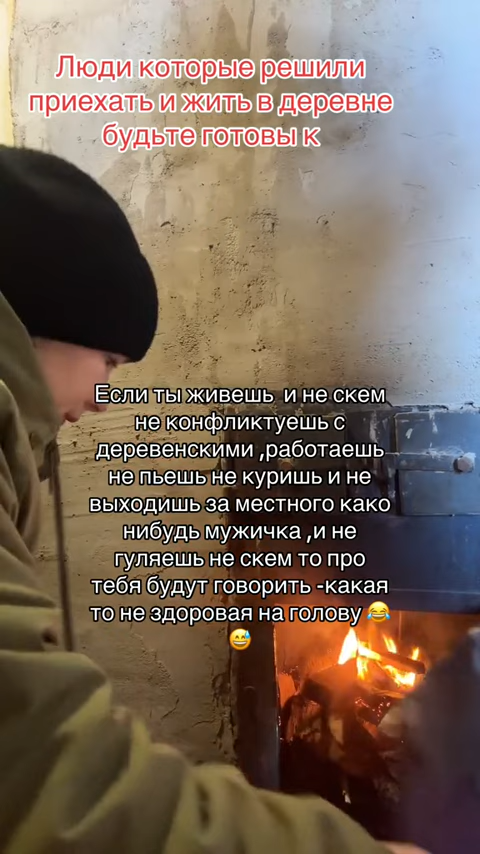 Люди которые решили
приехать и жить в деревне
будьте готовы к
Если ты живешь  и не скем
не конфликтуешь с
деревенскими ,работаешь
не пьешь не куришь и не
выходишь за местного како
нибудь мужичка ,и не
гуляешь не скем то про
тебя будут говорить -какая
то не здоровая на голову 😂
😅